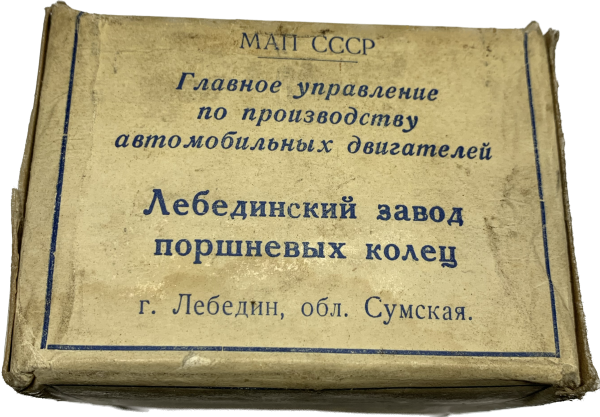 МАП СССР
Главное управление
по производству
автомобильных двигателей
Лебединский завод
поршневых колец
г. Лебедин, обл. Сумская.